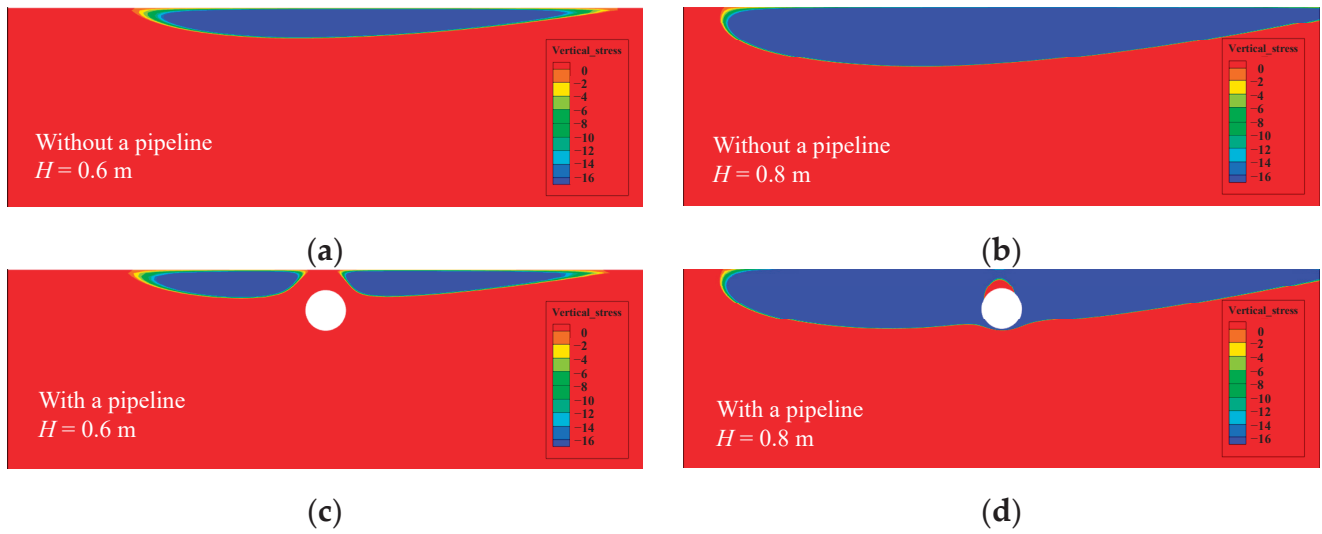 Vertical_stress
0
−2
−4
−6
−8
−10
−12
−14
−16
Without a pipeline
H = 0.6 m
(a)
Vertical_stress
0
−2
−4
−6
−8
−10
−12
−14
−16
Without a pipeline
H = 0.8 m
(b)
Vertical_stress
0
−2
−4
−6
−8
−10
−12
−14
−16
With a pipeline
H = 0.6 m
(c)
Vertical_stress
0
−2
−4
−6
−8
−10
−12
−14
−16
With a pipeline
H = 0.8 m
(d)